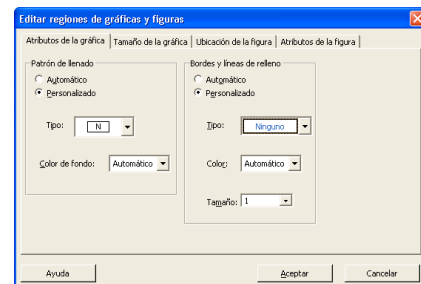 Editar regiones de gráficas y figuras
Atributos de la gráfica Tamaño de la gráfica Ubicación de la figura Atributos de la figura
Patrón de llenado
Automático
Personalizado
Tipo: N
Color de fondo: Automático
Bordes y líneas de relleno
Automático
Personalizado
Tipo: Ninguno
Color: Automático
Tamaño: 1
Ayuda Aceptar Cancelar